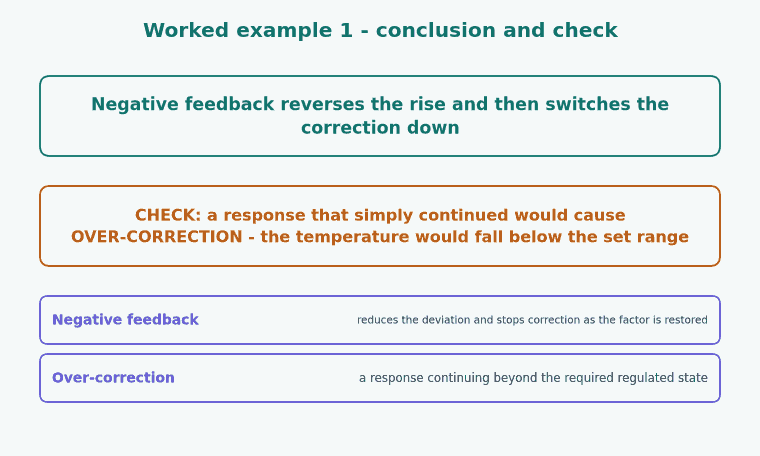 Worked example 1 - conclusion and check
Negative feedback reverses the rise and then switches the
correction down
CHECK: a response that simply continued would cause
OVER-CORRECTION - the temperature would fall below the set range
Negative feedback
reduces the deviation and stops correction as the factor is restored
Over-correction
a response continuing beyond the required regulated state